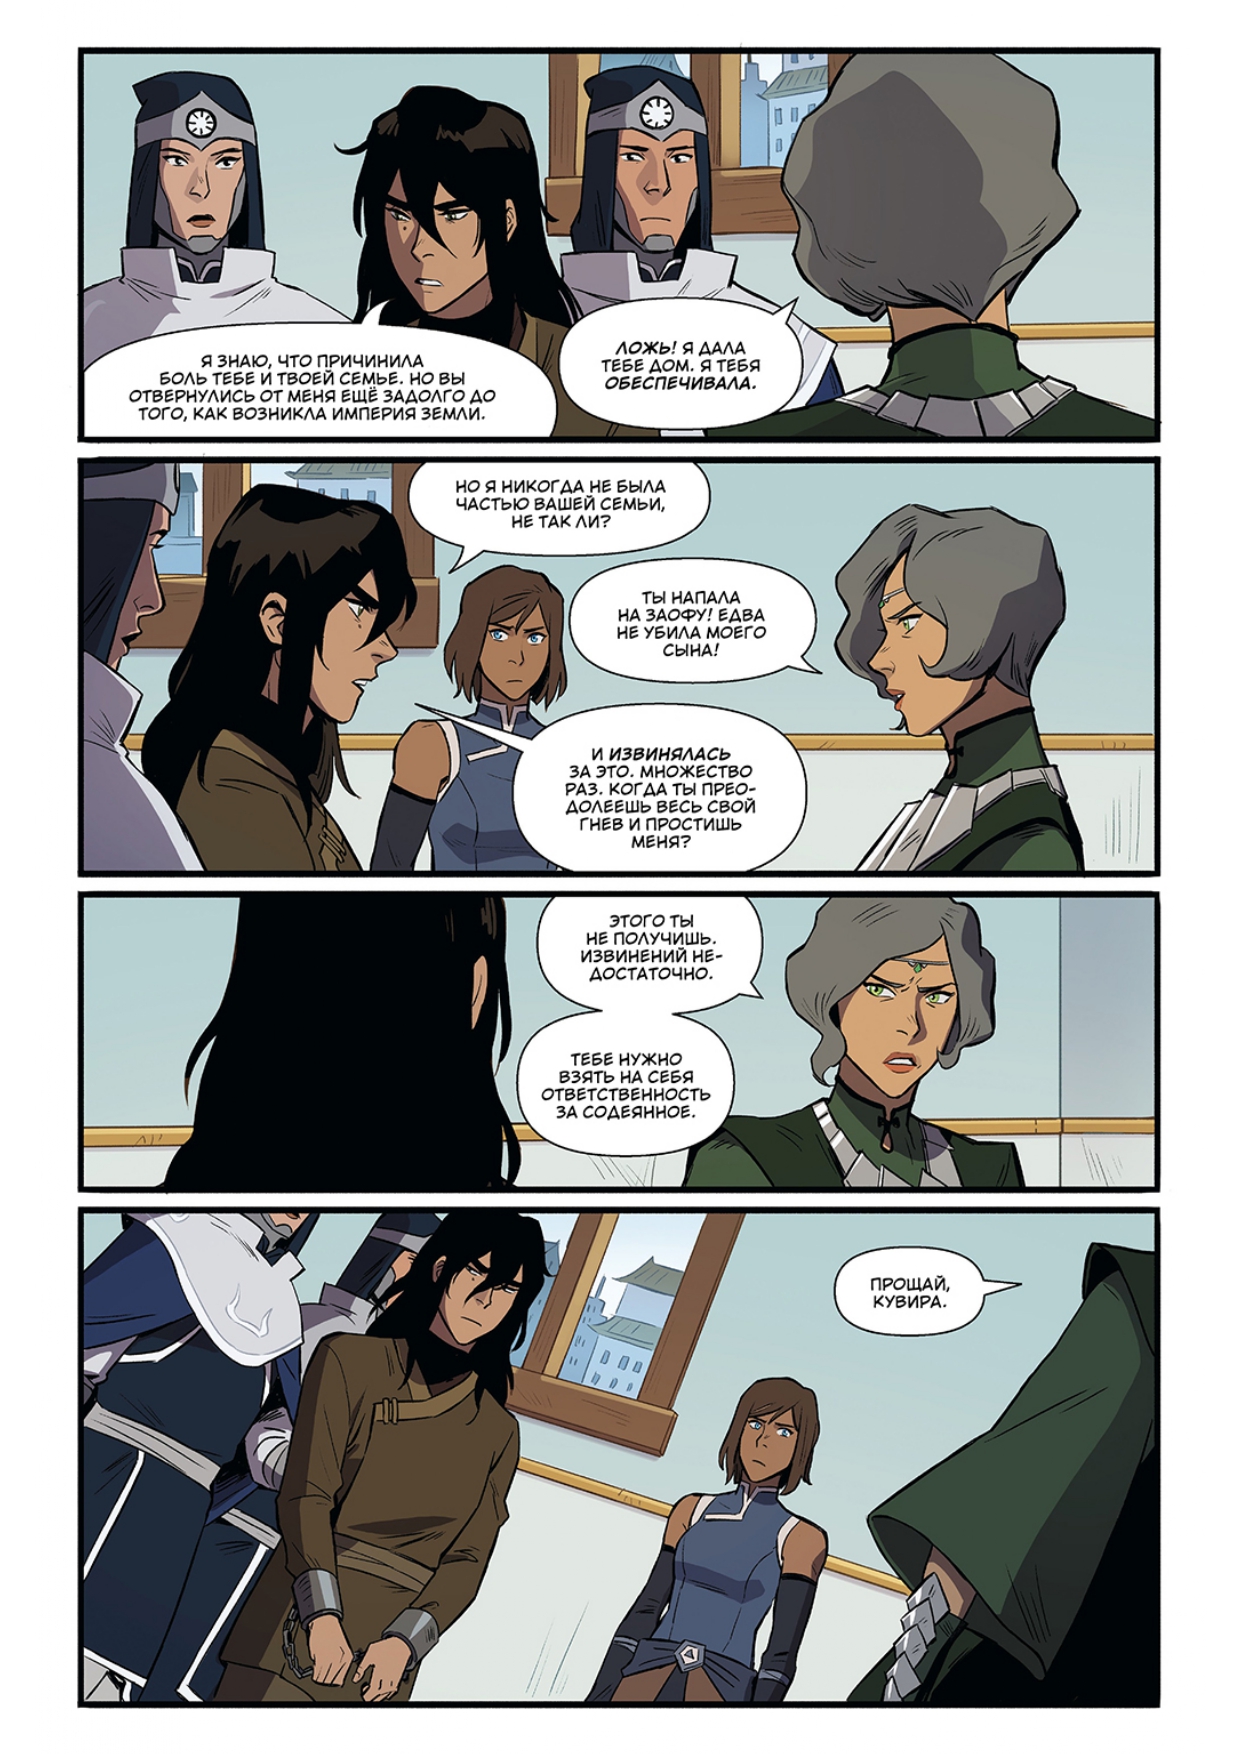 Я ЗНАЮ, ЧТО ПРИЧИНИЛА
БОЛЬ ТЕБЕ И ТВОЕЙ СЕМЬЕ. НО ВЫ
ОТВЕРНУЛИСЬ ОТ МЕНЯ ЕЩЁ ЗАДОЛГО ДО
ТОГО, КАК ВОЗНИКЛА ИМПЕРИЯ ЗЕМЛИ.
ЛОЖЬ! Я ДАЛА
ТЕБЕ ДОМ. Я ТЕБЯ
ОБЕСПЕЧИВАЛА.
НО Я НИКОГДА НЕ БЫЛА
ЧАСТЬЮ ВАШЕЙ СЕМЬИ,
НЕ ТАК ЛИ?
ТЫ НАПАЛА
НА ЗАОФУ! ЕДВА
НЕ УБИЛА МОЕГО
СЫНА!
И ИЗВИНЯЛАСЬ
ЗА ЭТО. МНОЖЕСТВО
РАЗ. КОГДА ТЫ ПРЕО-
ДОЛЕЕШЬ ВЕСЬ СВОЙ
ГНЕВ И ПРОСТИШЬ
МЕНЯ?
ЭТОГО ТЫ
НЕ ПОЛУЧИШЬ.
ИЗВИНЕНИЙ НЕ-
ДОСТАТОЧНО.
ТЕБЕ НУЖНО
ВЗЯТЬ НА СЕБЯ
ОТВЕТСТВЕННОСТЬ
ЗА СОДЕЯННОЕ.
ПРОЩАЙ,
КУВИРА.